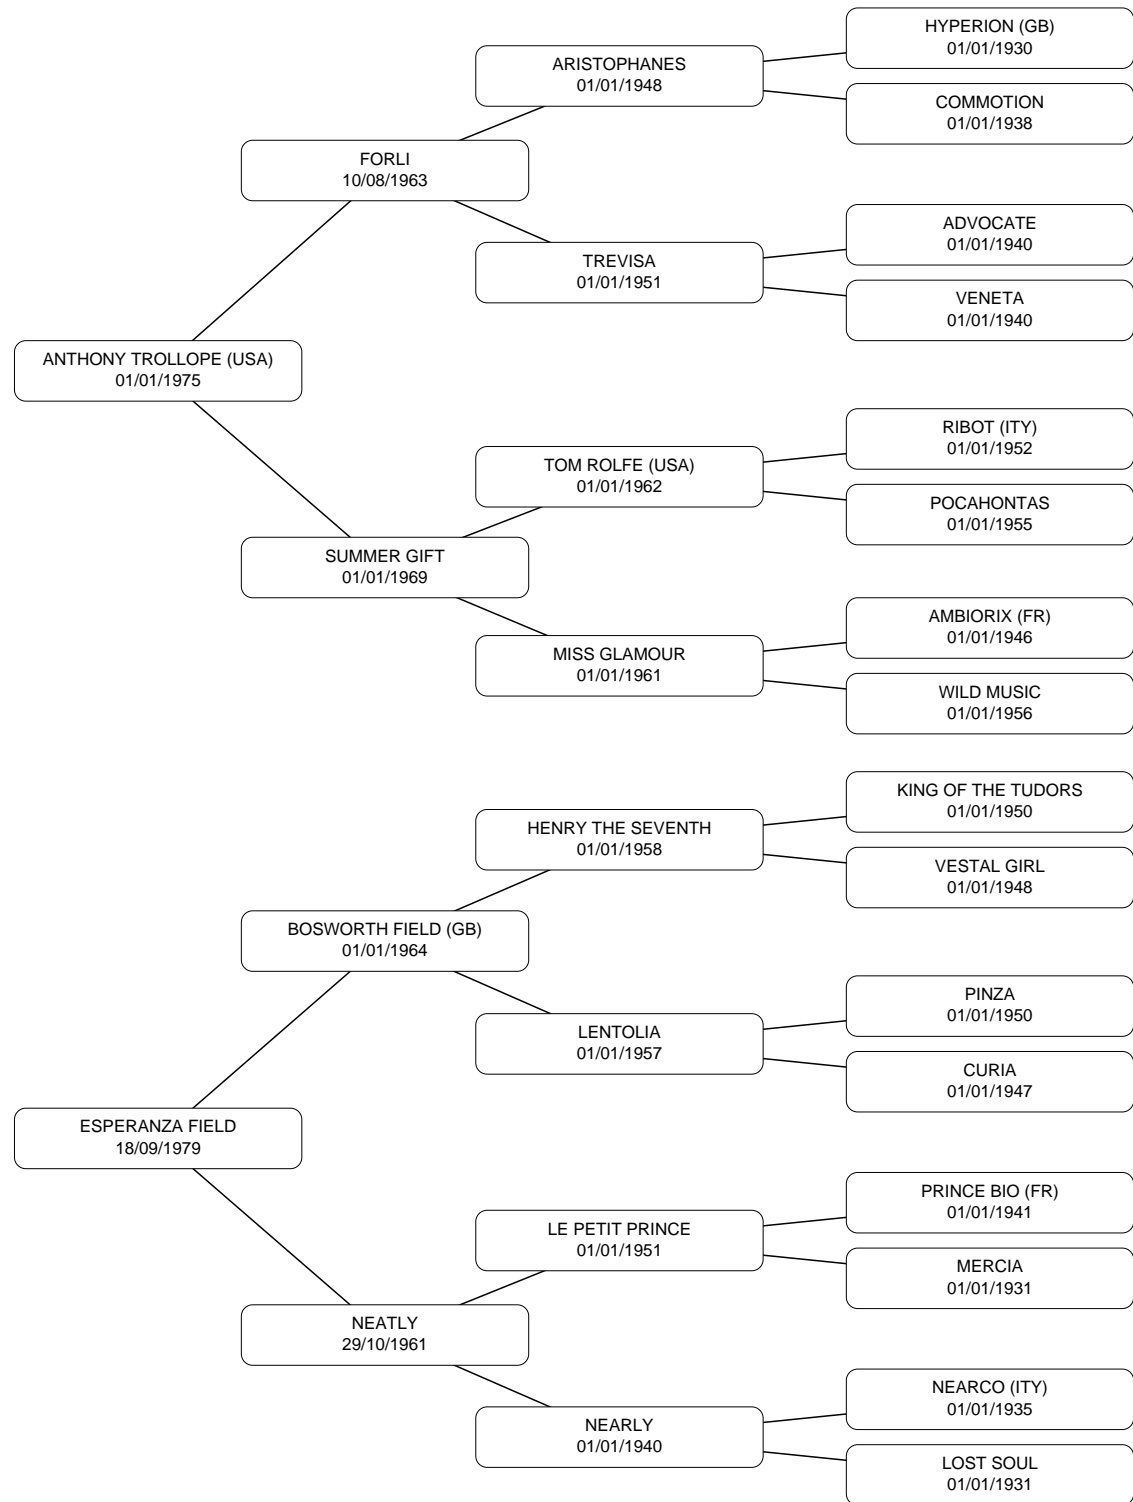 HYPERION (GB)
01/01/1930
ARISTOPHANES
01/01/1948
COMMOTION
01/01/1938
FORLI
10/08/1963
ADVOCATE
01/01/1940
TREVISA
01/01/1951
VENETA
01/01/1940
ANTHONY TROLLOPE (USA)
01/01/1975
RIBOT (ITY)
01/01/1952
TOM ROLFE (USA)
01/01/1962
POCAHONTAS
01/01/1955
SUMMER GIFT
01/01/1969
AMBIORIX (FR)
01/01/1946
MISS GLAMOUR
01/01/1961
WILD MUSIC
01/01/1956
KING OF THE TUDORS
01/01/1950
HENRY THE SEVENTH
01/01/1958
VESTAL GIRL
01/01/1948
BOSWORTH FIELD (GB)
01/01/1964
PINZA
01/01/1950
LENTOLIA
01/01/1957
CURIA
01/01/1947
ESPERANZA FIELD
18/09/1979
PRINCE BIO (FR)
01/01/1941
LE PETIT PRINCE
01/01/1951
MERCIA
01/01/1931
NEATLY
29/10/1961
NEARCO (ITY)
01/01/1935
NEARLY
01/01/1940
LOST SOUL
01/01/1931